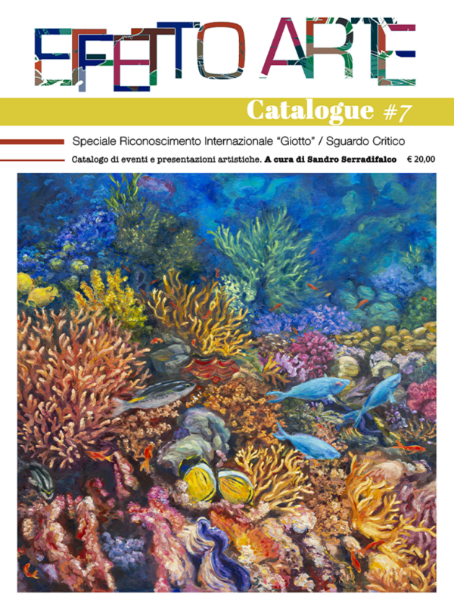 EFFETTO ARTE
Catalogue #7
Speciale Riconoscimento Internazionale "Giotto" / Sguardo Critico
Catalogo di eventi e presentazioni artistiche. A cura di Sandro Serradifalco € 20,00